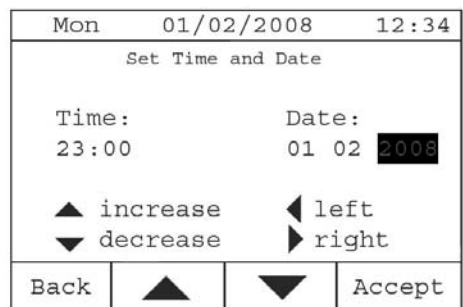 Mon 01/02/2008 12:34
Set Time and Date
Time: Date:
23:00 01 02 2008
▲ increase ◀ left
▼ decrease ▶ right
Back ▲ ▼ Accept